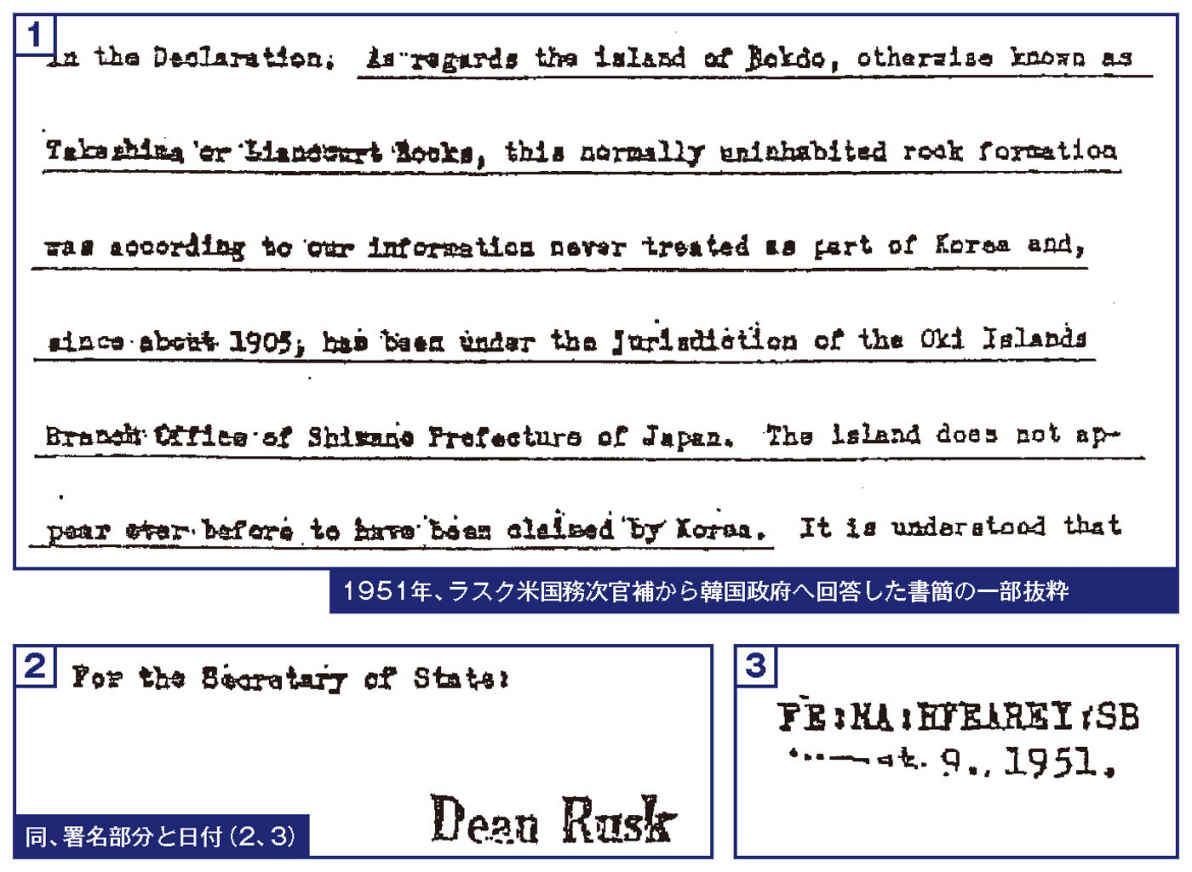 1
in the Declaration. As regards the island of Dokdo, otherwise known as
Takeshima or Liancourt Rocks, this normally uninhabited rock formation
was according to our information never treated as part of Korea and,
since about 1905, has been under the jurisdiction of the Oki Islands
Branch Office of Shimane Prefecture of Japan. The island does not ap-
pear ever before to have been claimed by Korea. It is understood that
1951年、ラスク米国務次官補から韓国政府へ回答した書簡の一部抜粋
2
For the Secretary of State:
Dean Rusk
同、署名部分と日付(2、3)
3
FE:NA:RFEAREY:SB
9, 1951.